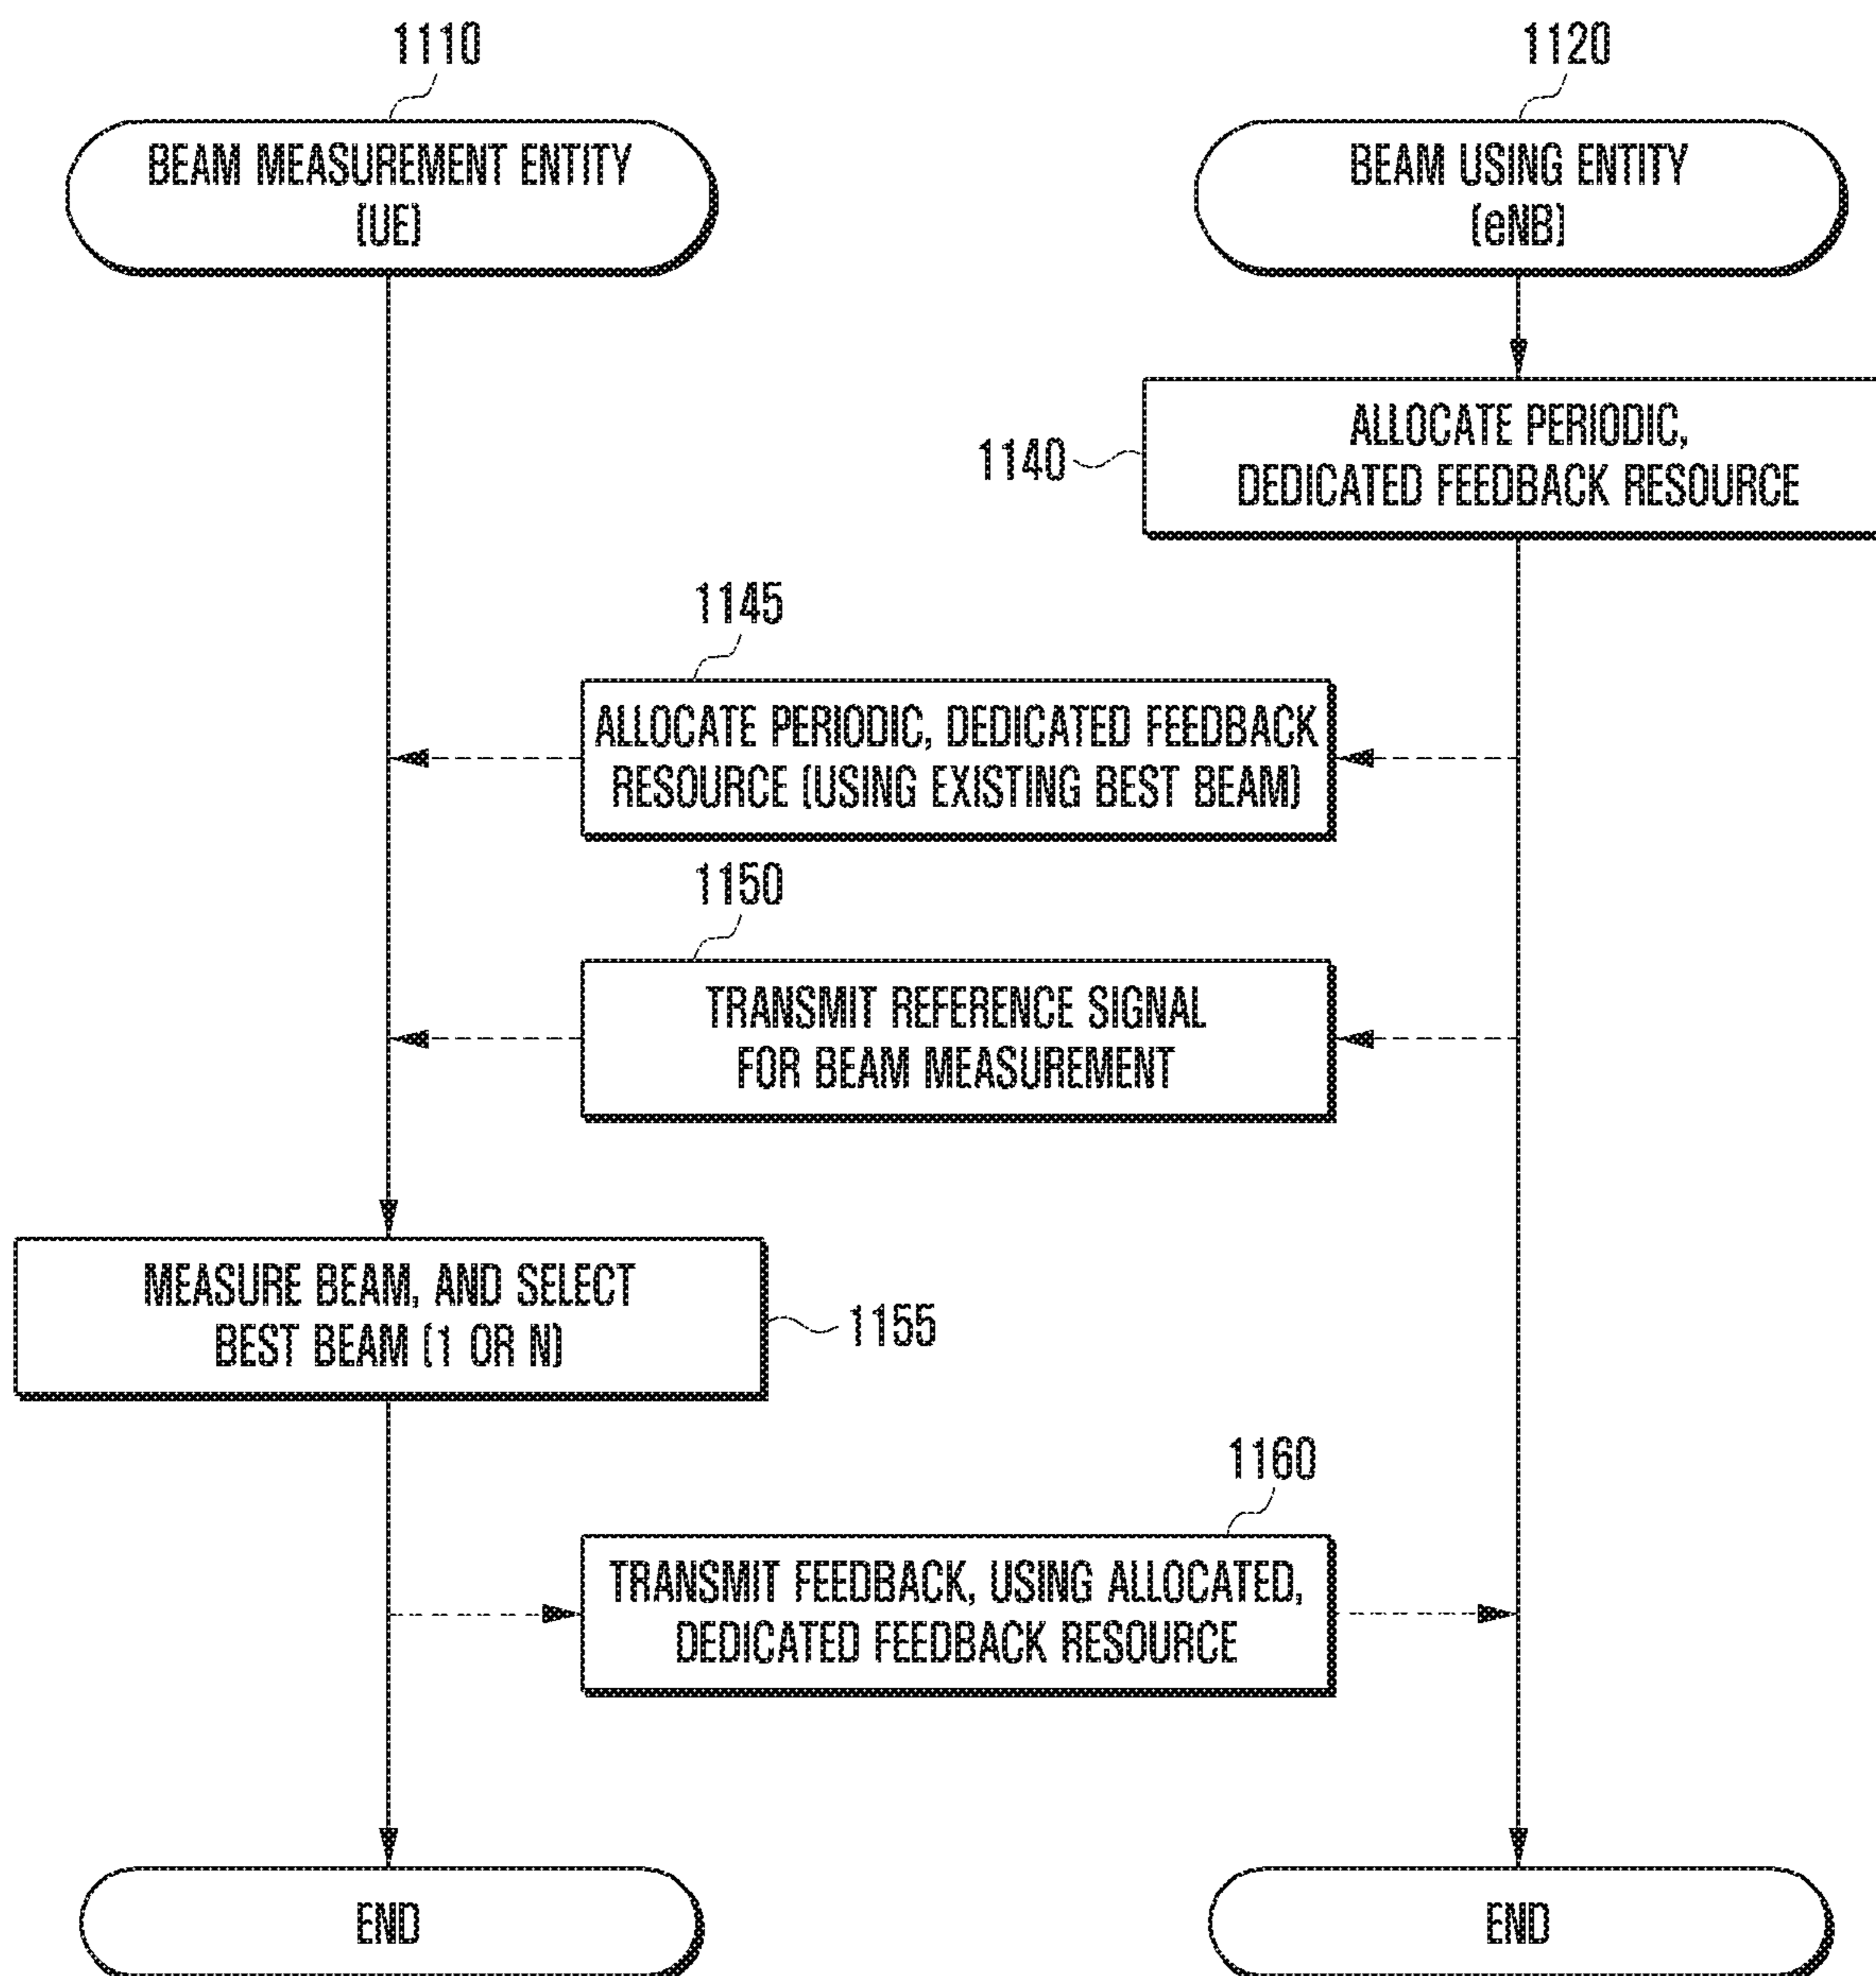 1110
1120
BEAM MEASUREMENT ENTITY
(UE)
BEAM USING ENTITY
(eNB)
1140
ALLOCATE PERIODIC,
DEDICATED FEEDBACK RESOURCE
1145
ALLOCATE PERIODIC, DEDICATED FEEDBACK
RESOURCE (USING EXISTING BEST BEAM)
1150
TRANSMIT REFERENCE SIGNAL
FOR BEAM MEASUREMENT
MEASURE BEAM, AND SELECT
BEST BEAM (1 OR N)
1155
1160
TRANSMIT FEEDBACK, USING ALLOCATED,
DEDICATED FEEDBACK RESOURCE
END
END